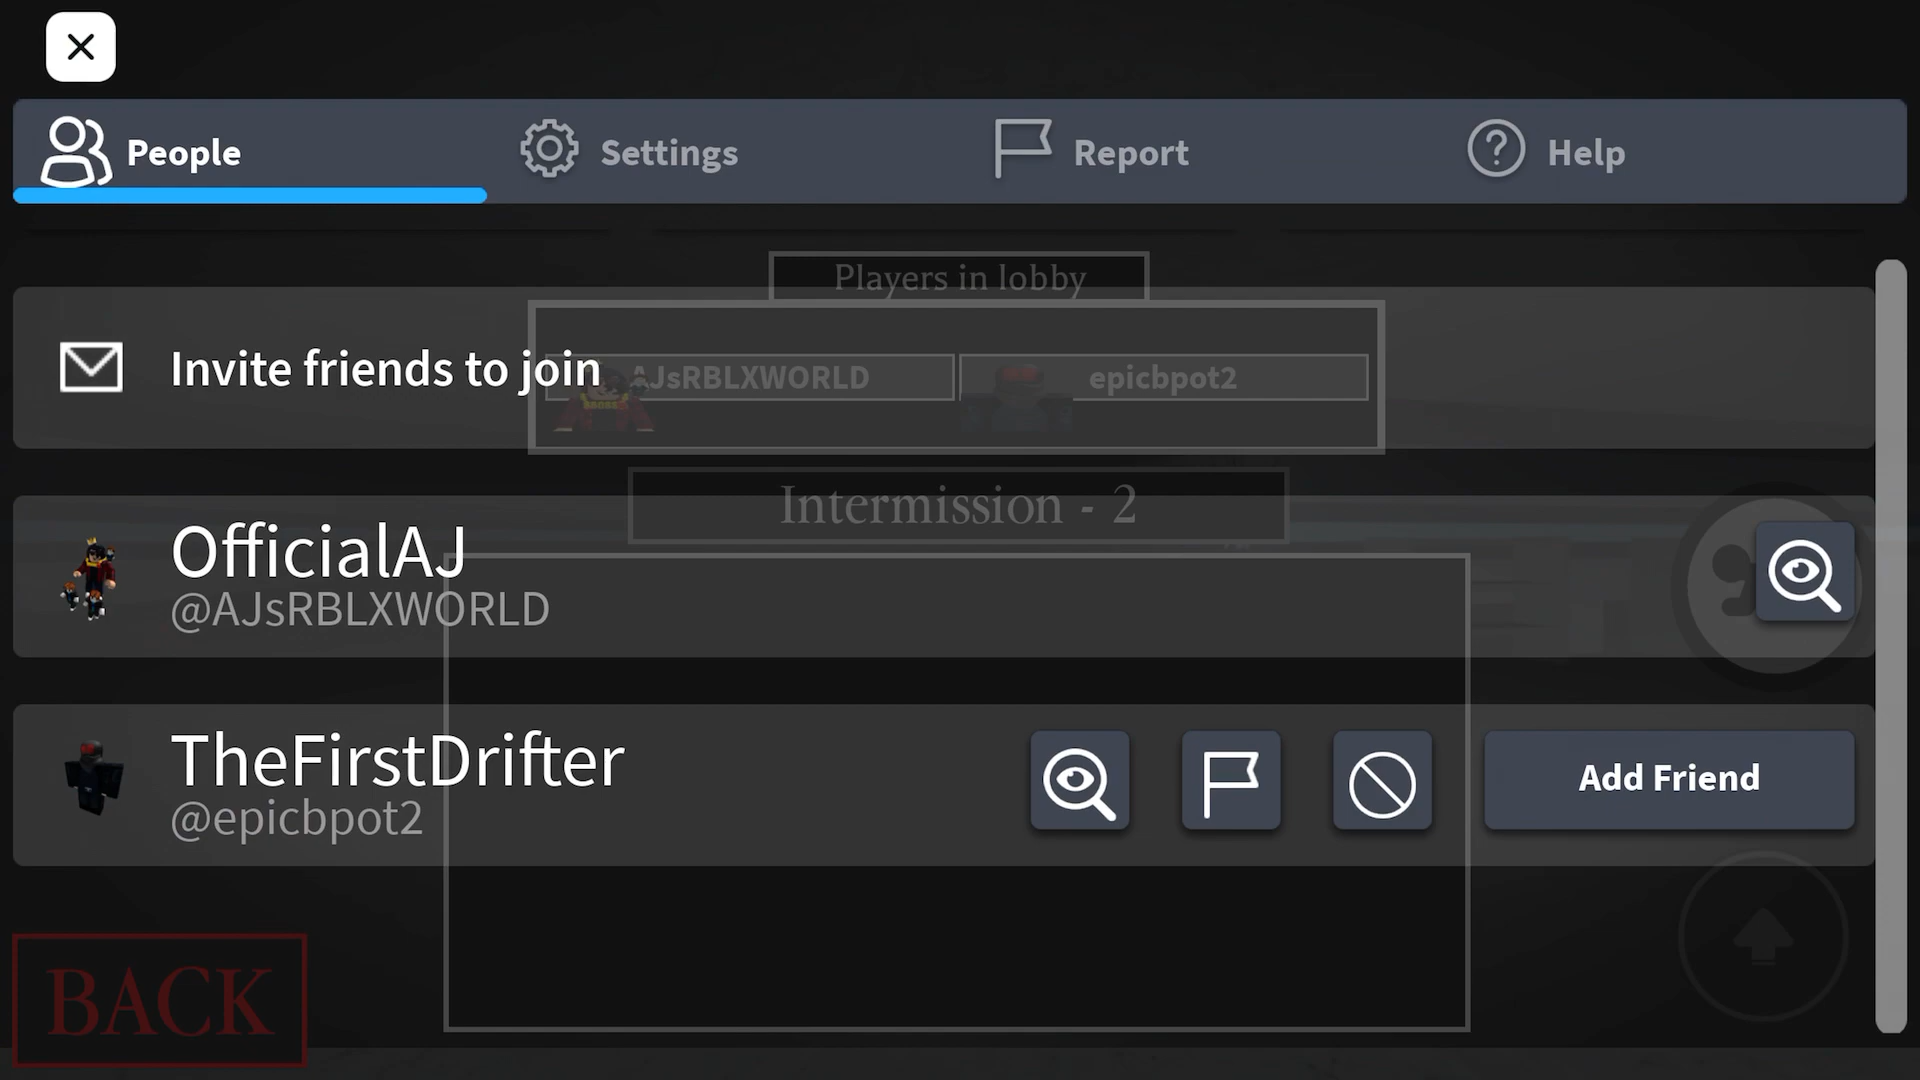 People
Settings
Report
Help
Players in lobby
Invite friends to join
AJsRBLXWORLD
epicbpot2
Intermission - 2
OfficialAJ
@AJsRBLXWORLD
TheFirstDrifter
@epicbpot2
Add Friend
BACK